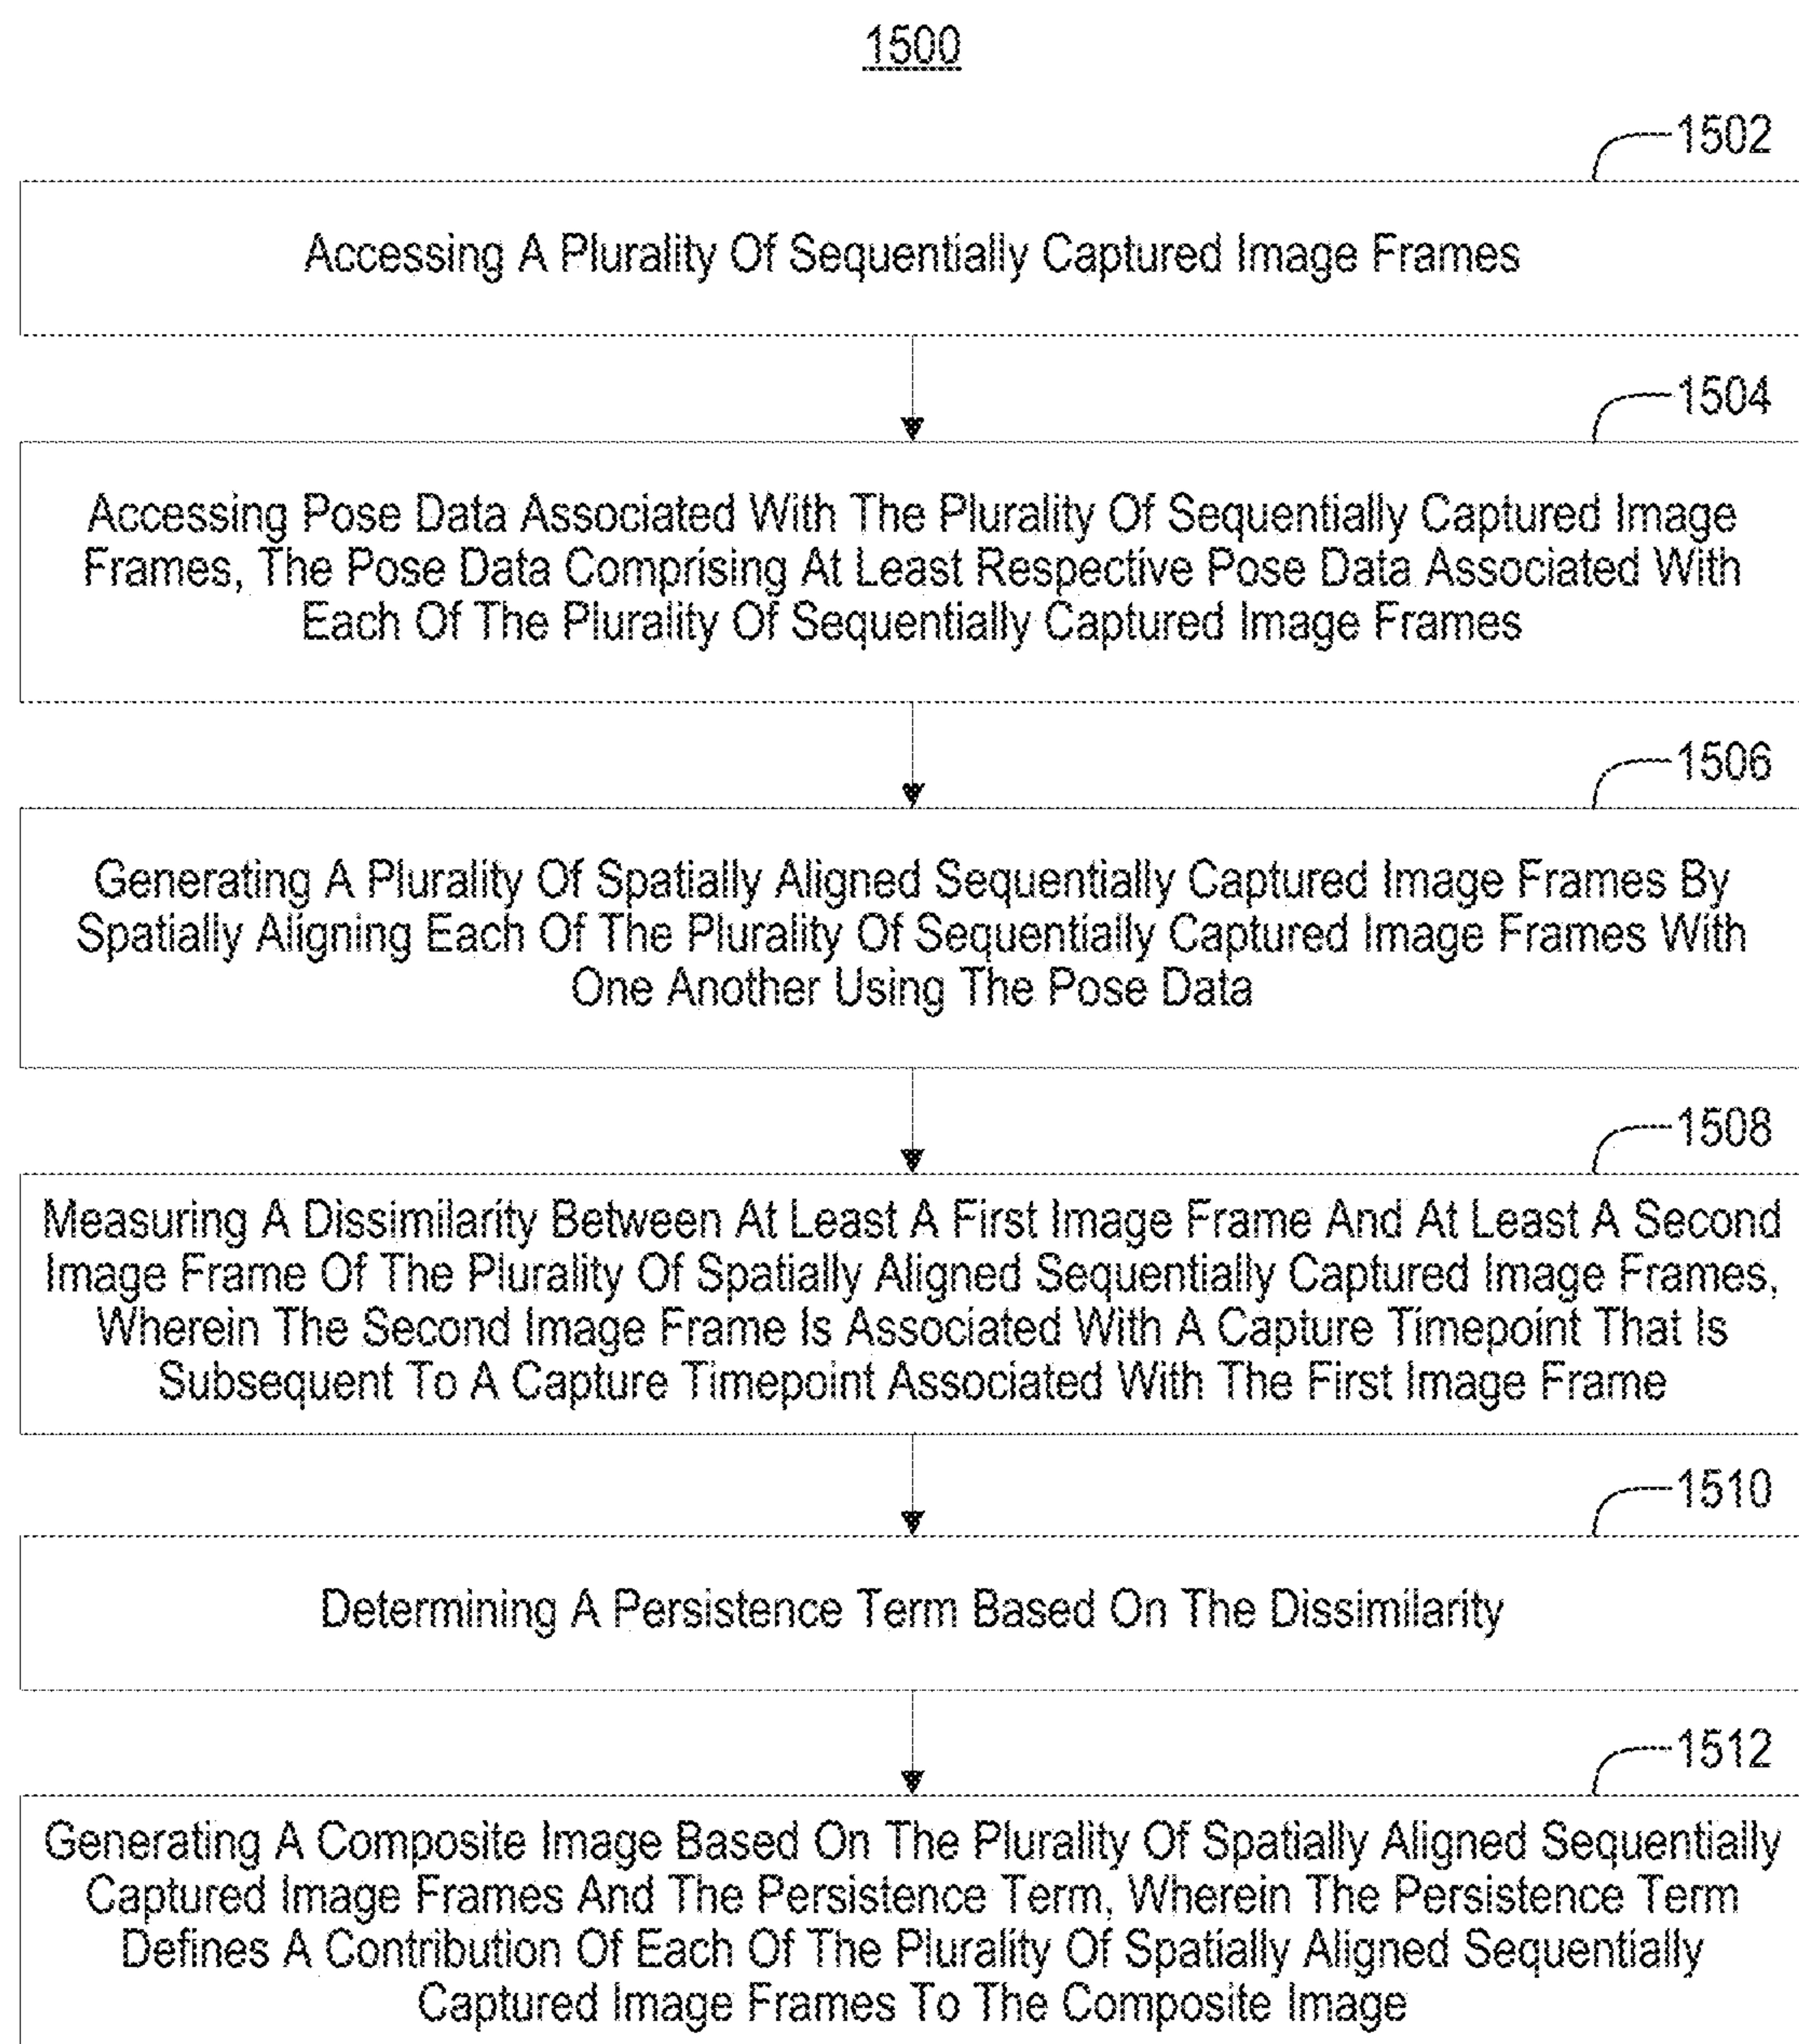 1500
1502
Accessing A Plurality Of Sequentially Captured Image Frames
1504
Accessing Pose Data Associated With The Plurality Of Sequentially Captured Image
Frames, The Pose Data Comprising At Least Respective Pose Data Associated With
Each Of The Plurality Of Sequentially Captured Image Frames
1506
Generating A Plurality Of Spatially Aligned Sequentially Captured Image Frames By
Spatially Aligning Each Of The Plurality Of Sequentially Captured Image Frames With
One Another Using The Pose Data
1508
Measuring A Dissimilarity Between At Least A First Image Frame And At Least A Second
Image Frame Of The Plurality Of Spatially Aligned Sequentially Captured Image Frames,
Wherein The Second Image Frame Is Associated With A Capture Timepoint That Is
Subsequent To A Capture Timepoint Associated With The First Image Frame
1510
Determining A Persistence Term Based On The Dissimilarity
1512
Generating A Composite Image Based On The Plurality Of Spatially Aligned Sequentially
Captured Image Frames And The Persistence Term, Wherein The Persistence Term
Defines A Contribution Of Each Of The Plurality Of Spatially Aligned Sequentially
Captured Image Frames To The Composite Image